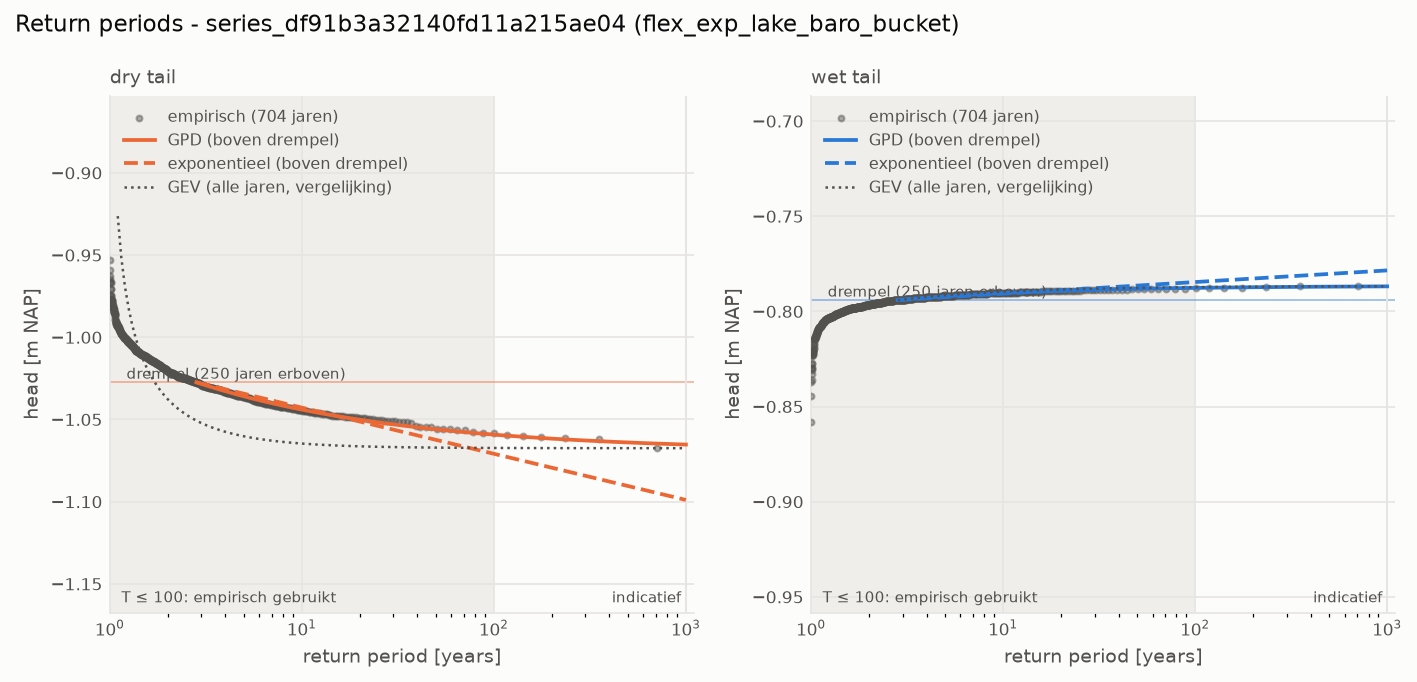 Return periods - series_df91b3a32140fd11a215ae04 (flex_exp_lake_baro_bucket)
dry tail
empirisch (704 jaren)
GPD (boven drempel)
exponentieel (boven drempel)
GEV (alle jaren, vergelijking)
−0.90
−0.95
−1.00
−1.05
−1.10
−1.15
head [m NAP]
drempel (250 jaren erboven)
T ≤ 100: empirisch gebruikt
indicatief
10⁰
10¹
10²
10³
return period [years]
wet tail
empirisch (704 jaren)
GPD (boven drempel)
exponentieel (boven drempel)
GEV (alle jaren, vergelijking)
−0.70
−0.75
−0.80
−0.85
−0.90
−0.95
head [m NAP]
drempel (250 jaren erboven)
T ≤ 100: empirisch gebruikt
indicatief
10⁰
10¹
10²
10³
return period [years]